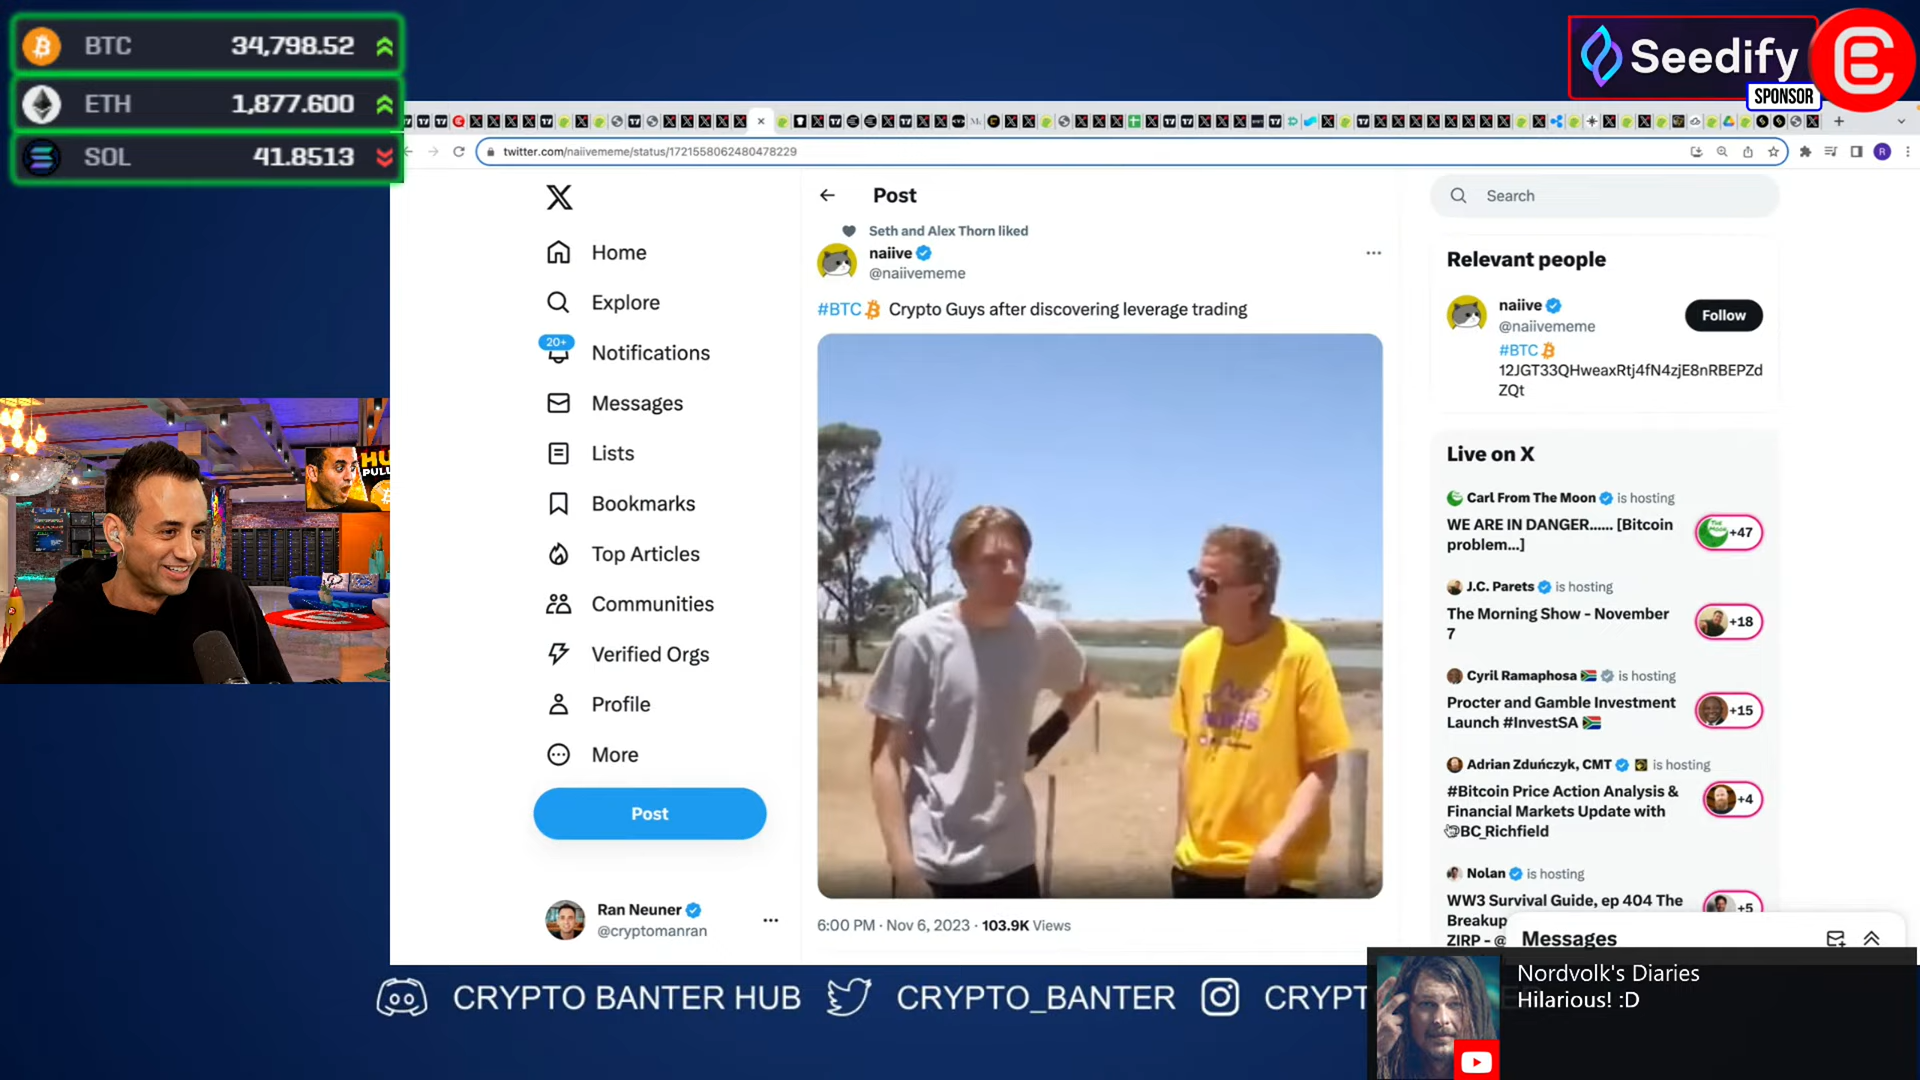 BTC 34,798.52
ETH 1,877.600
SOL 41.8513
Seedify
SPONSOR
twitter.com/naiivememe/status/1721558062480478229
Home
Explore
20+
Notifications
Messages
Lists
Bookmarks
Top Articles
Communities
Verified Orgs
Profile
More
Post
Ran Neuner
@cryptomanran
Post
Seth and Alex Thorn liked
naiive
@naiivememe
#BTC Crypto Guys after discovering leverage trading
6:00 PM · Nov 6, 2023 · 103.9K Views
Search
Relevant people
naiive
@naiivememe
Follow
#BTC
12JGT33QHweaxRtj4fN4zjE8nRBEPZd
ZQt
Live on X
Carl From The Moon is hosting
WE ARE IN DANGER...... [Bitcoin
problem...]
+47
J.C. Parets is hosting
The Morning Show - November
7
+18
Cyril Ramaphosa is hosting
Procter and Gamble Investment
Launch #InvestSA
+15
Adrian Zduńczyk, CMT is hosting
#Bitcoin Price Action Analysis &
Financial Markets Update with
BC_Richfield
+4
Nolan is hosting
WW3 Survival Guide, ep 404 The
Breakup
ZIRP - @
+5
Messages
CRYPTO BANTER HUB
CRYPTO_BANTER
CRYPT
Nordvolk's Diaries
Hilarious! :D